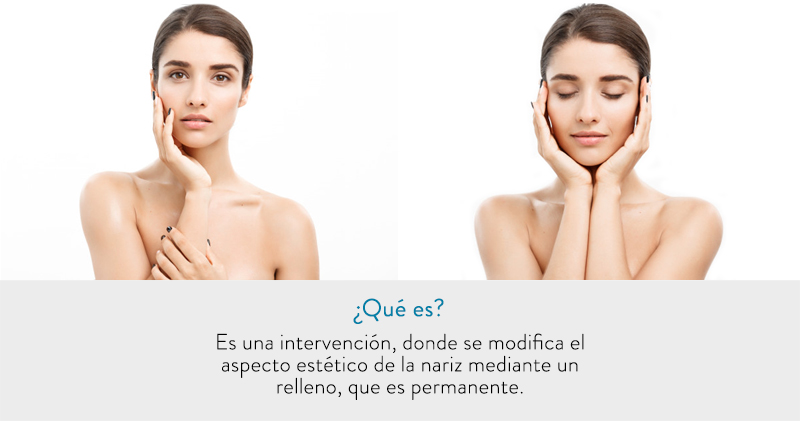 ¿Qué es?
Es una intervención, donde se modifica el
aspecto estético de la nariz mediante un
relleno, que es permanente.